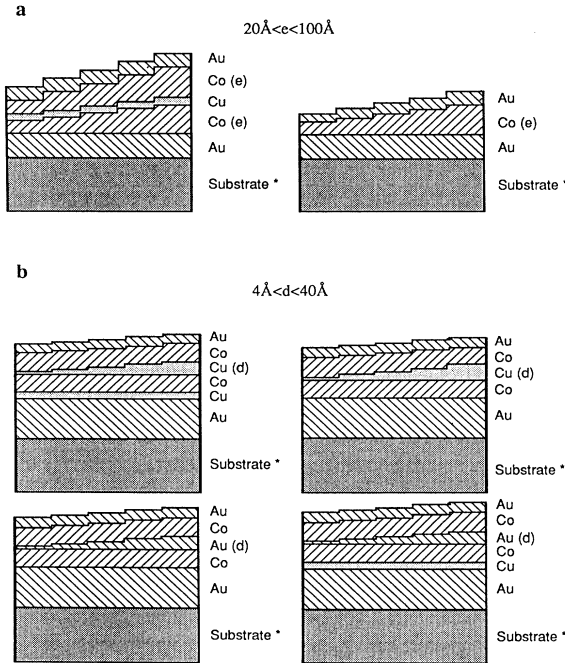 a
20Å<e<100Å
Au
Co (e)
Cu
Co (e)
Au
Substrate *
Au
Co (e)
Au
Substrate *
b
4Å<d<40Å
Au
Co
Cu (d)
Co
Cu
Au
Substrate *
Au
Co
Cu (d)
Co
Au
Substrate *
Au
Co
Au (d)
Co
Au
Substrate *
Au
Co
Au (d)
Co
Cu
Au
Substrate *